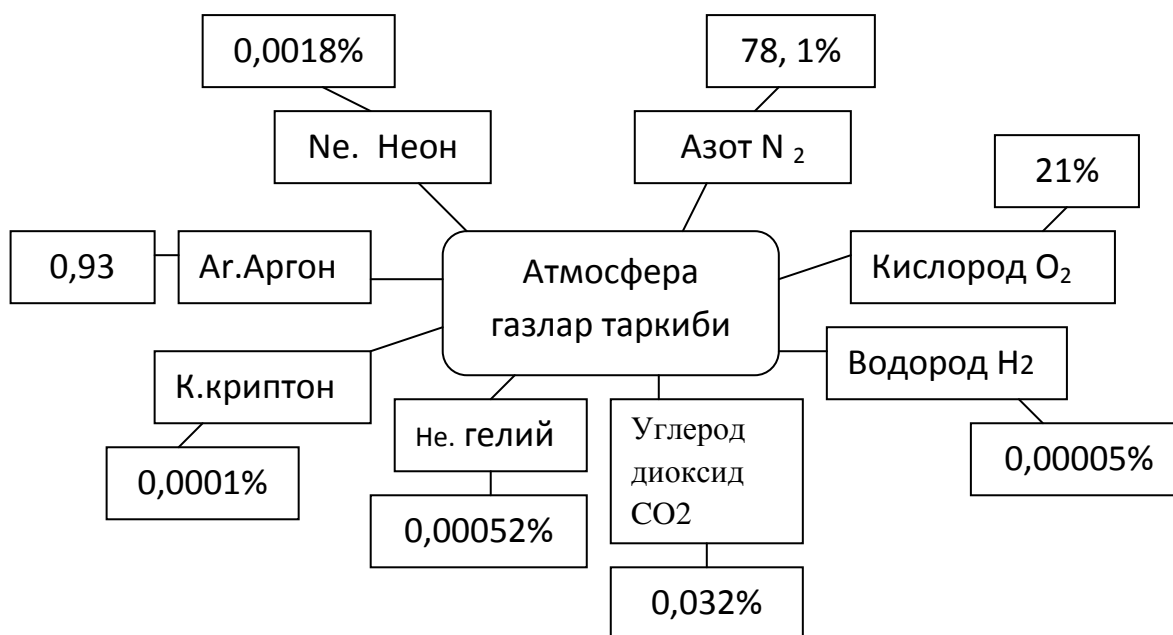 0,0018%
78, 1%
Ne. Неон
Азот N 2
21%
0,93
Ar.Аргон
Атмосфера
газлар таркиби
Кислород O2
К.криптон
Водород H2
He. гелий
Углерод
диоксид
CO2
0,0001%
0,00052%
0,00005%
0,032%